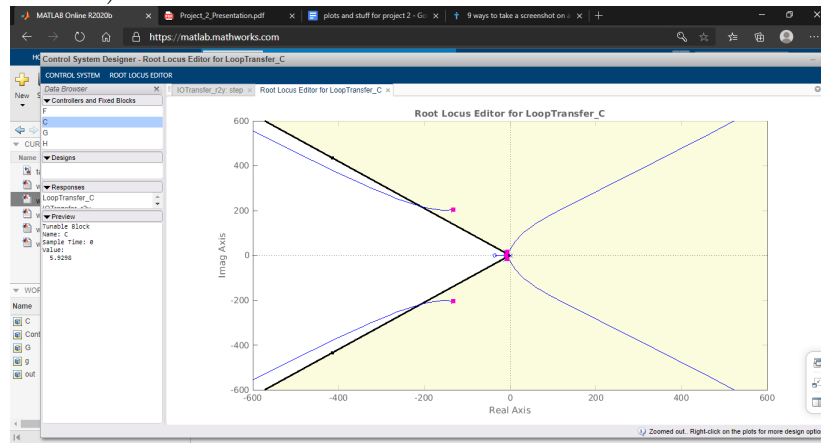 MATLAB Online R2020b
Project_2_Presentation.pdf
plots and stuff for project 2 - Go
9 ways to take a screenshot on a
https://matlab.mathworks.com
HO
Control System Designer - Root Locus Editor for LoopTransfer_C
CONTROL SYSTEM ROOT LOCUS EDITOR
Data Browser
IOTransfer_r2y: step
Root Locus Editor for LoopTransfer_C
New S
Controllers and Fixed Blocks
F
C
G
H
CUR
Name
Designs
Responses
LoopTransfer_C
IOTransfer_r2y
Preview
Tunable Block
Name: C
Sample Time: 0
Value:
5.9298
WOR
Name
C
Cont
G
g
out
Root Locus Editor for LoopTransfer_C
600
400
200
0
-200
-400
-600
Imag Axis
-600 -400 -200 0 200 400 600
Real Axis
Zoomed out. Right-click on the plots for more design optio